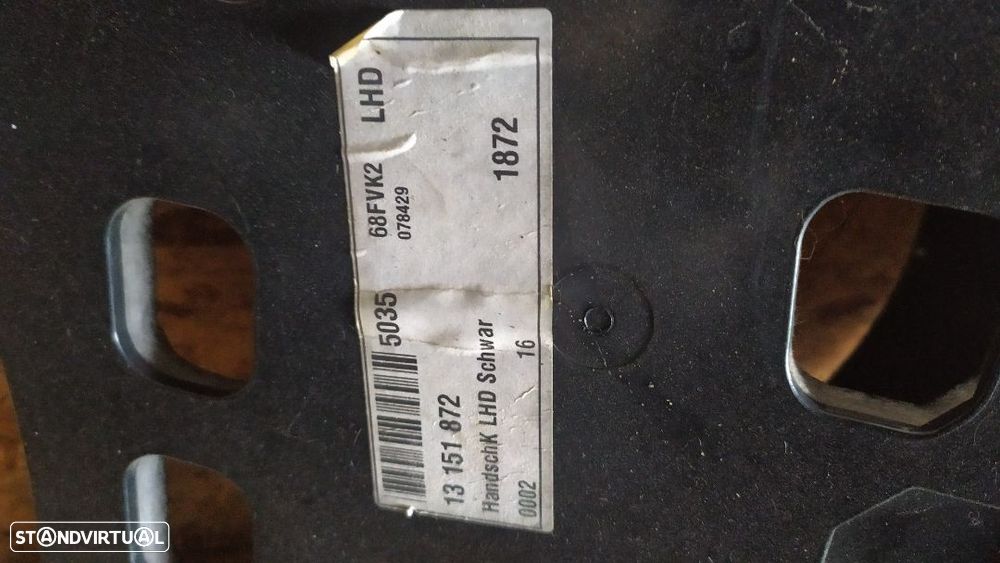 5035 68FVK2 LHD
078429
13 151 872 1872
HandschK LHD Schwar
0002 16
STANDVIRTUAL